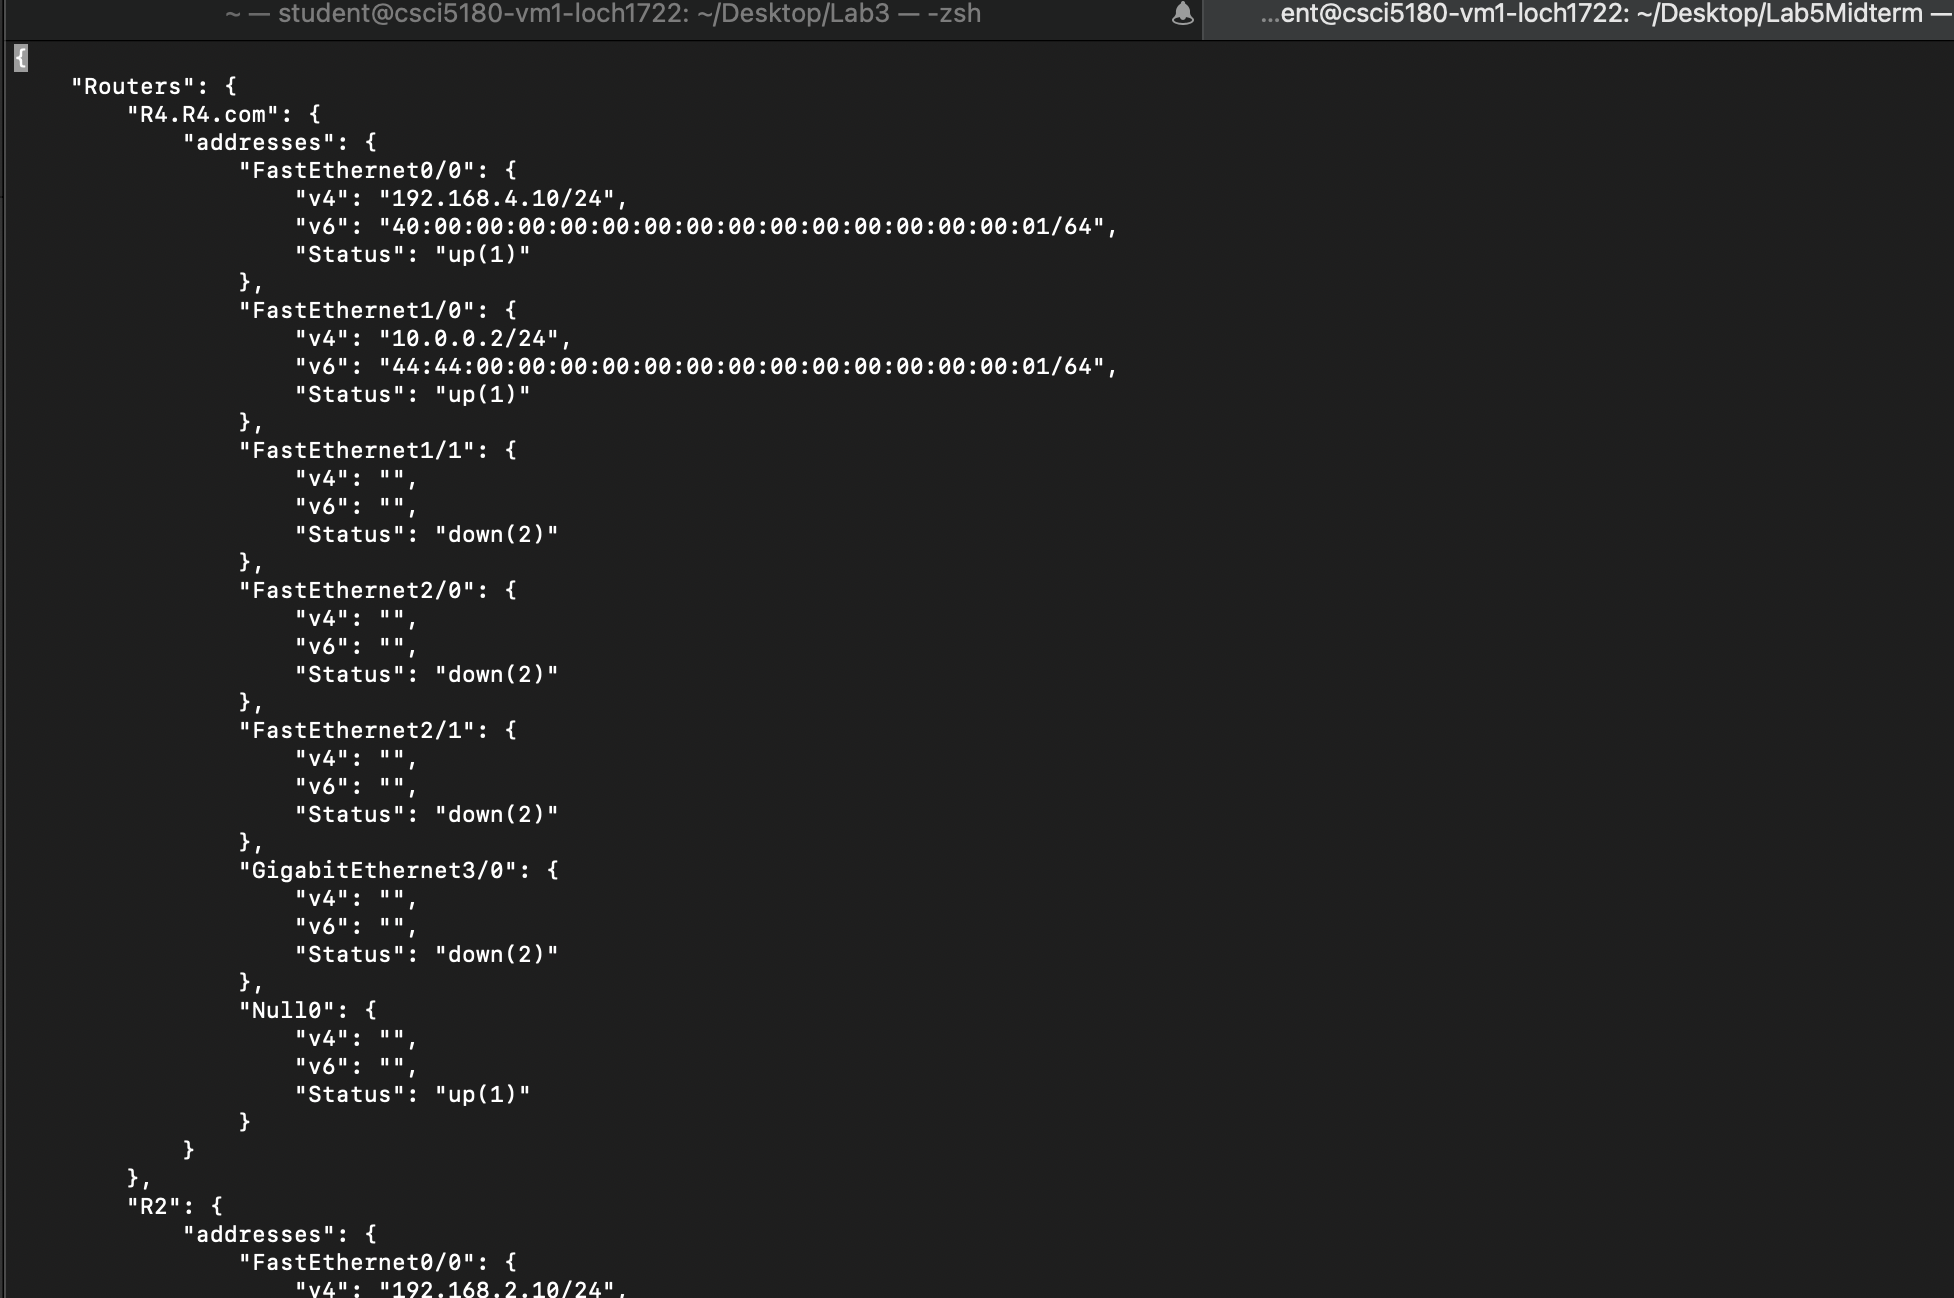 ~ — student@csci5180-vm1-loch1722: ~/Desktop/Lab3 — -zsh
...ent@csci5180-vm1-loch1722: ~/Desktop/Lab5Midterm —
{
    "Routers": {
        "R4.R4.com": {
            "addresses": {
                "FastEthernet0/0": {
                    "v4": "192.168.4.10/24",
                    "v6": "40:00:00:00:00:00:00:00:00:00:00:00:00:00:00:01/64",
                    "Status": "up(1)"
                },
                "FastEthernet1/0": {
                    "v4": "10.0.0.2/24",
                    "v6": "44:44:00:00:00:00:00:00:00:00:00:00:00:00:00:01/64",
                    "Status": "up(1)"
                },
                "FastEthernet1/1": {
                    "v4": "",
                    "v6": "",
                    "Status": "down(2)"
                },
                "FastEthernet2/0": {
                    "v4": "",
                    "v6": "",
                    "Status": "down(2)"
                },
                "FastEthernet2/1": {
                    "v4": "",
                    "v6": "",
                    "Status": "down(2)"
                },
                "GigabitEthernet3/0": {
                    "v4": "",
                    "v6": "",
                    "Status": "down(2)"
                },
                "Null0": {
                    "v4": "",
                    "v6": "",
                    "Status": "up(1)"
                }
            }
        },
        "R2": {
            "addresses": {
                "FastEthernet0/0": {
                    "v4": "192.168.2.10/24",